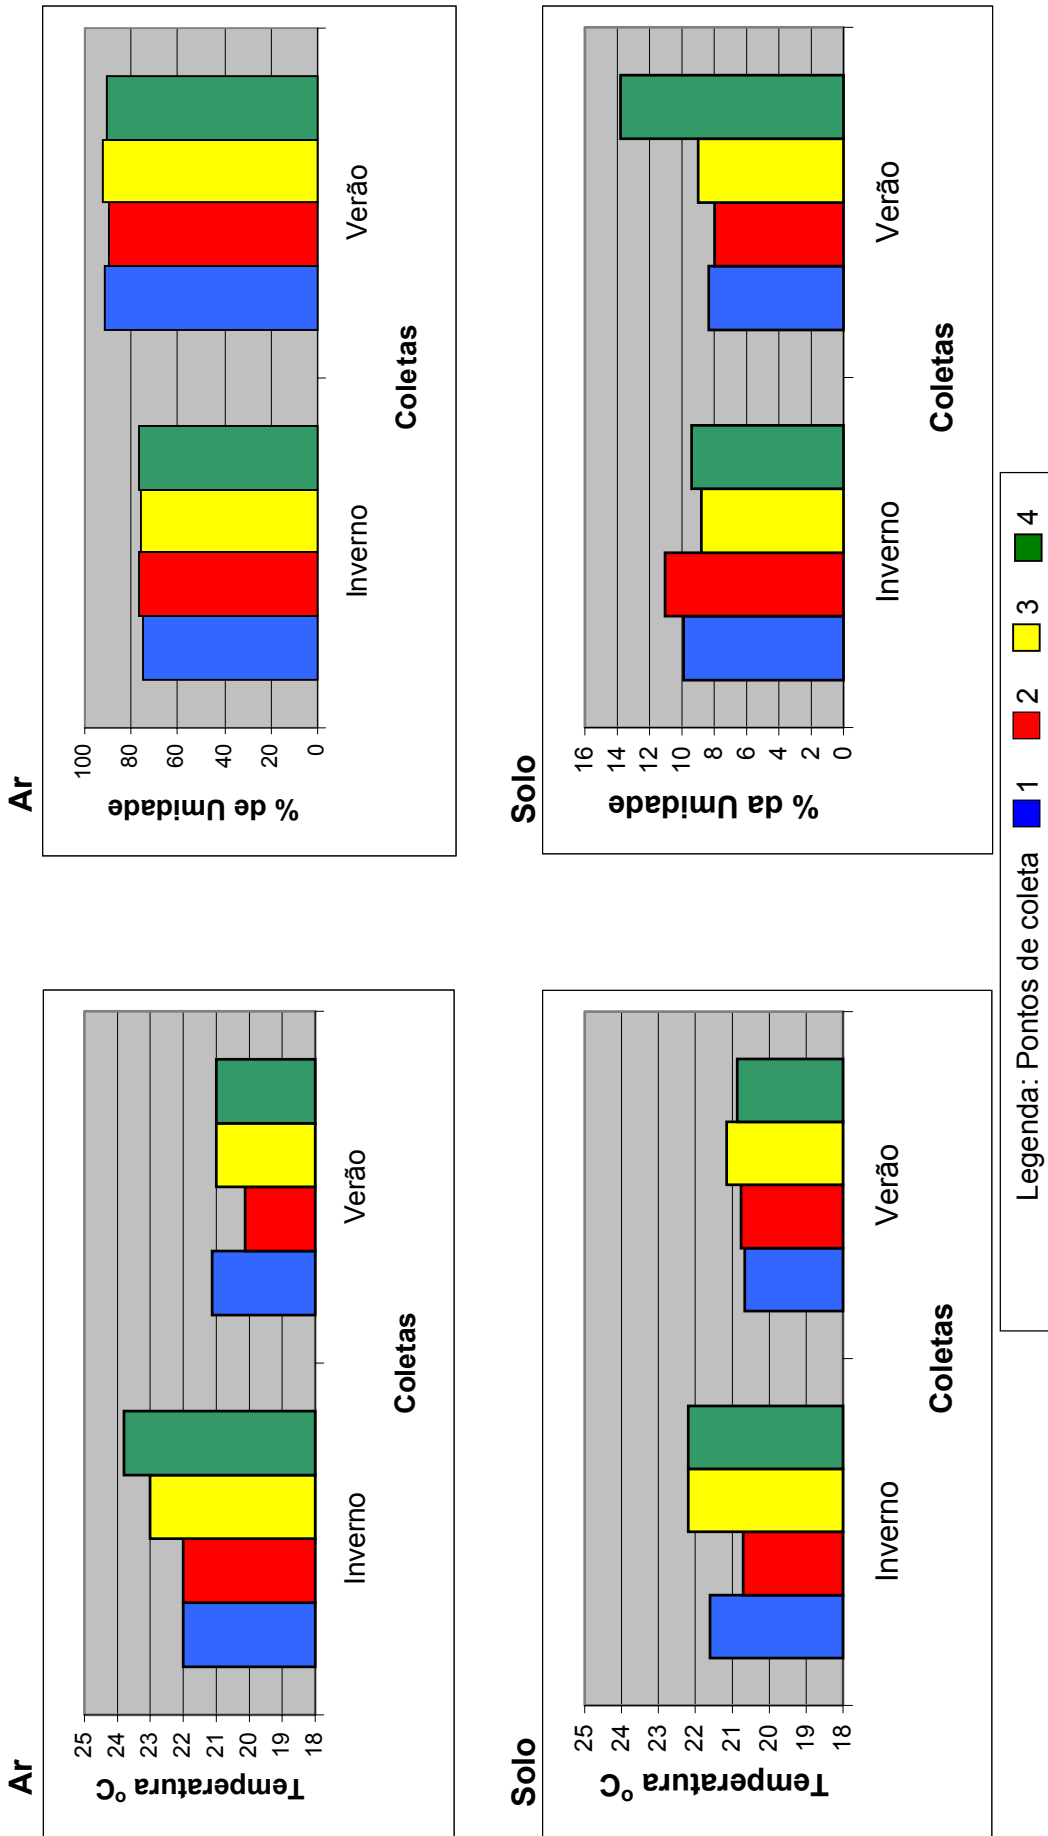 Ar
Temperatura ºC
25
24
23
22
21
20
19
18
Inverno
Verão
Coletas
Ar
% de Umidade
100
80
60
40
20
0
Inverno
Verão
Coletas
Solo
Temperatura ºC
25
24
23
22
21
20
19
18
Inverno
Verão
Coletas
Solo
% da Umidade
16
14
12
10
8
6
4
2
0
Inverno
Verão
Coletas
Legenda: Pontos de coleta 1 2 3 4